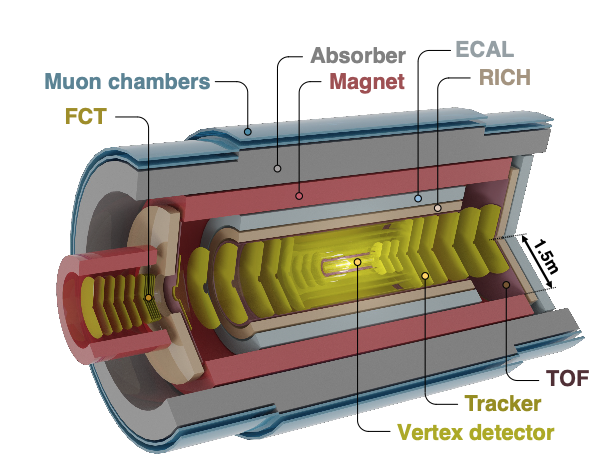 Absorber
ECAL
Muon chambers
Magnet
RICH
FCT
1.5m
TOF
Tracker
Vertex detector